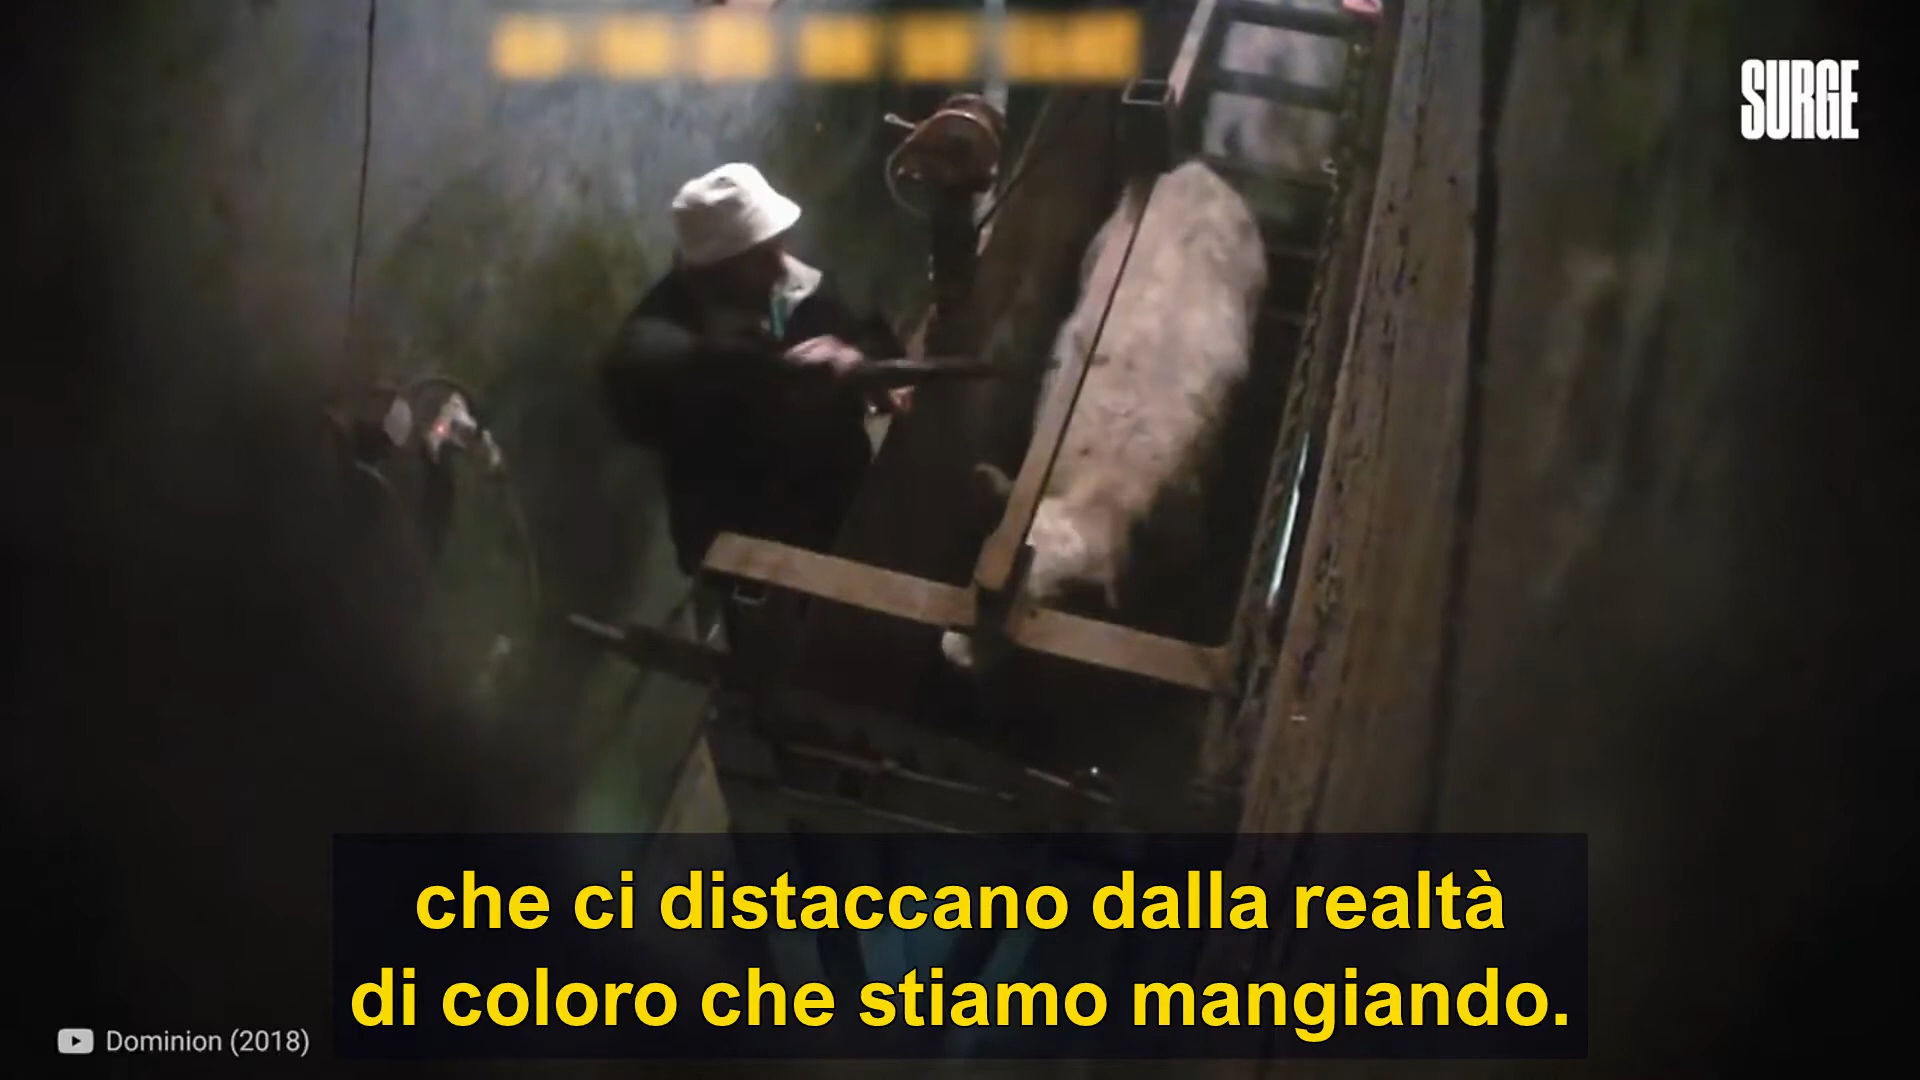 SURGE
che ci distaccano dalla realtà
di coloro che stiamo mangiando.
Dominion (2018)